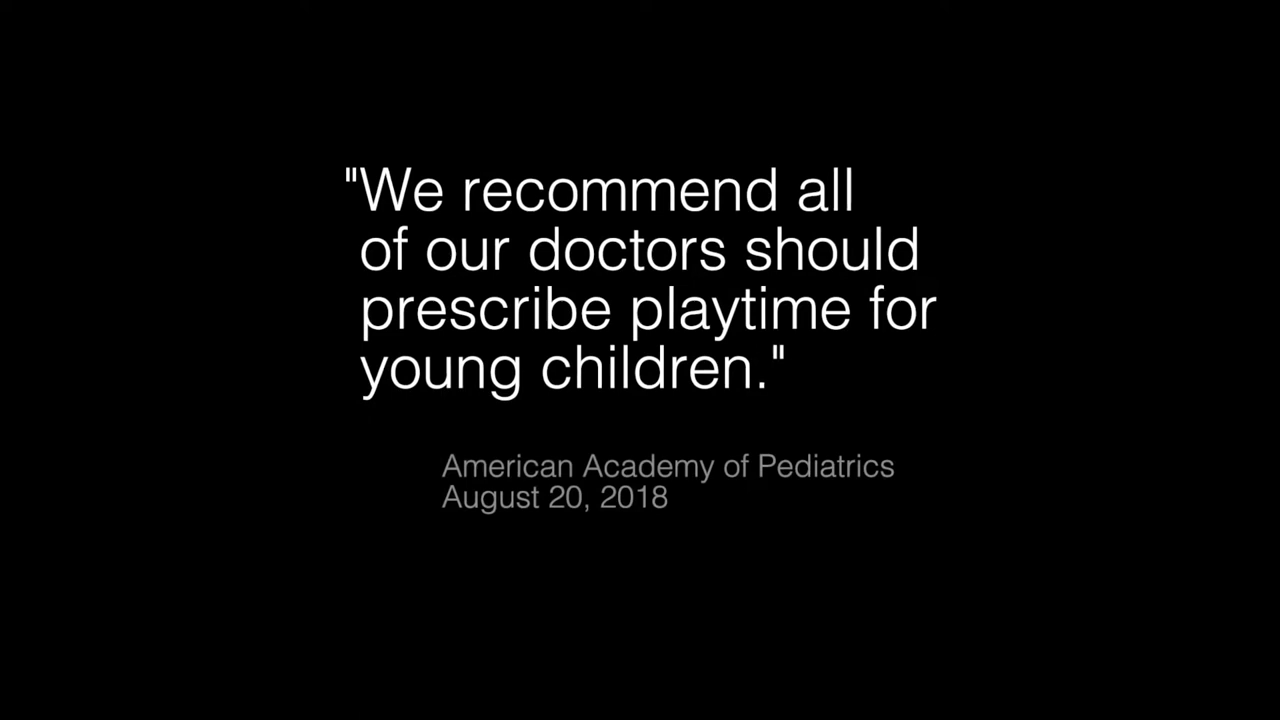 "We recommend all
of our doctors should
prescribe playtime for
young children."
American Academy of Pediatrics
August 20, 2018